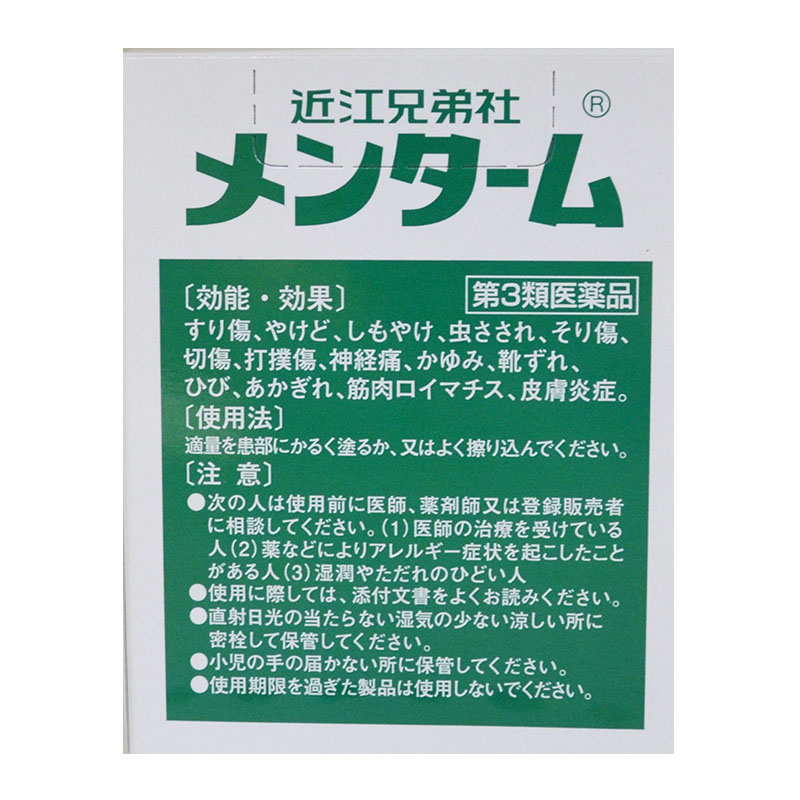 近江兄弟社
®
メンターム
〔効能・効果〕
第3類医薬品
すり傷、やけど、しもやけ、虫さされ、そり傷、
切傷、打撲傷、神経痛、かゆみ、靴ずれ、
ひび、あかぎれ、筋肉ロイマチス、皮膚炎症。
〔使用法〕
適量を患部にかるく塗るか、又はよく擦り込んでください。
〔注 意〕
●次の人は使用前に医師、薬剤師又は登録販売者
に相談してください。(1)医師の治療を受けている
人(2)薬などによりアレルギー症状を起こしたこと
がある人(3)湿潤やただれのひどい人
●使用に際しては、添付文書をよくお読みください。
●直射日光の当たらない湿気の少ない涼しい所に
密栓して保管してください。
●小児の手の届かない所に保管してください。
●使用期限を過ぎた製品は使用しないでください。